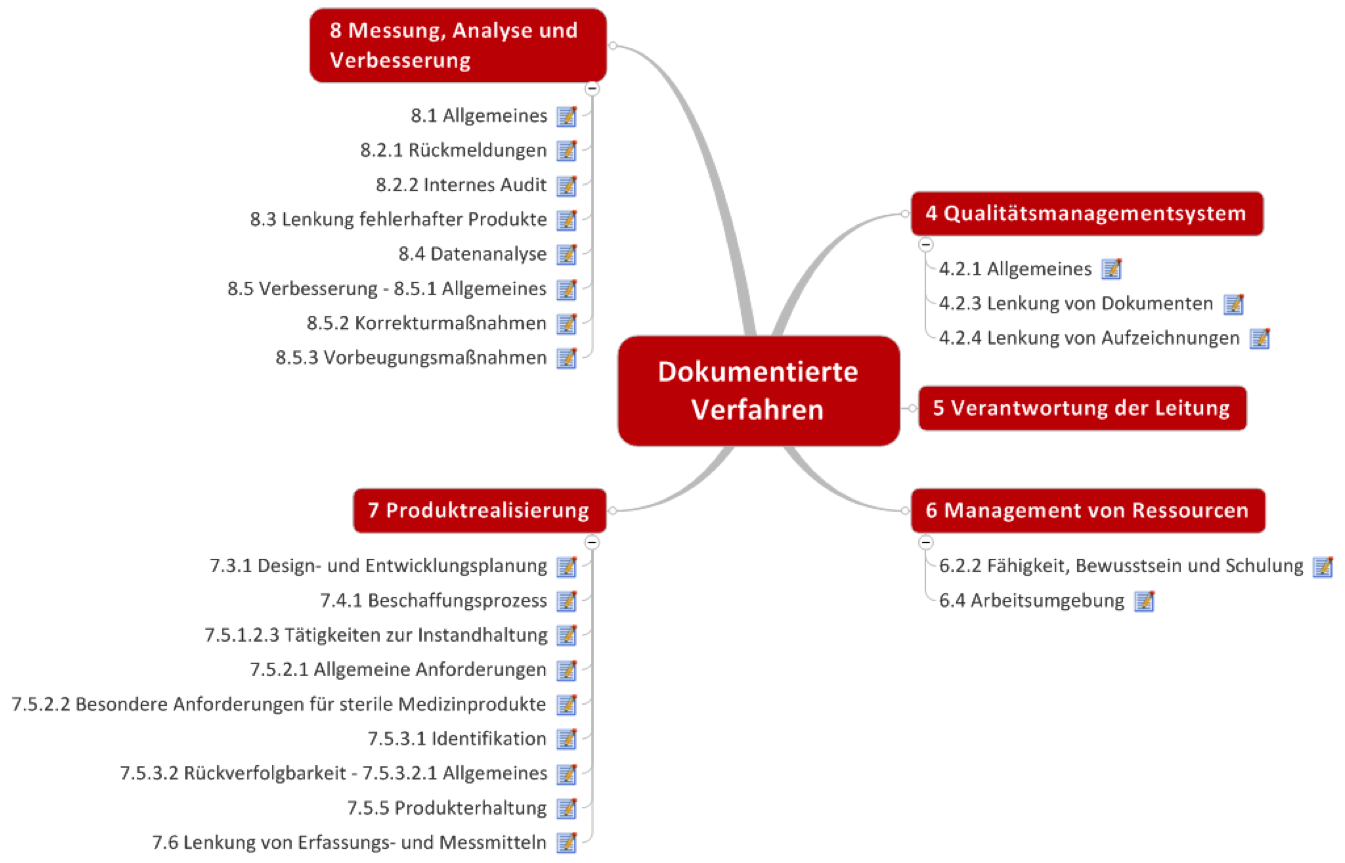 Dokumentierte
Verfahren
4 Qualitätsmanagementsystem
4.2.1 Allgemeines
4.2.3 Lenkung von Dokumenten
4.2.4 Lenkung von Aufzeichnungen
5 Verantwortung der Leitung
6 Management von Ressourcen
6.2.2 Fähigkeit, Bewusstsein und Schulung
6.4 Arbeitsumgebung
7 Produktrealisierung
7.3.1 Design- und Entwicklungsplanung
7.4.1 Beschaffungsprozess
7.5.1.2.3 Tätigkeiten zur Instandhaltung
7.5.2.1 Allgemeine Anforderungen
7.5.2.2 Besondere Anforderungen für sterile Medizinprodukte
7.5.3.1 Identifikation
7.5.3.2 Rückverfolgbarkeit - 7.5.3.2.1 Allgemeines
7.5.5 Produkterhaltung
7.6 Lenkung von Erfassungs- und Messmitteln
8 Messung, Analyse und
Verbesserung
8.1 Allgemeines
8.2.1 Rückmeldungen
8.2.2 Internes Audit
8.3 Lenkung fehlerhafter Produkte
8.4 Datenanalyse
8.5 Verbesserung - 8.5.1 Allgemeines
8.5.2 Korrekturmaßnahmen
8.5.3 Vorbeugungsmaßnahmen